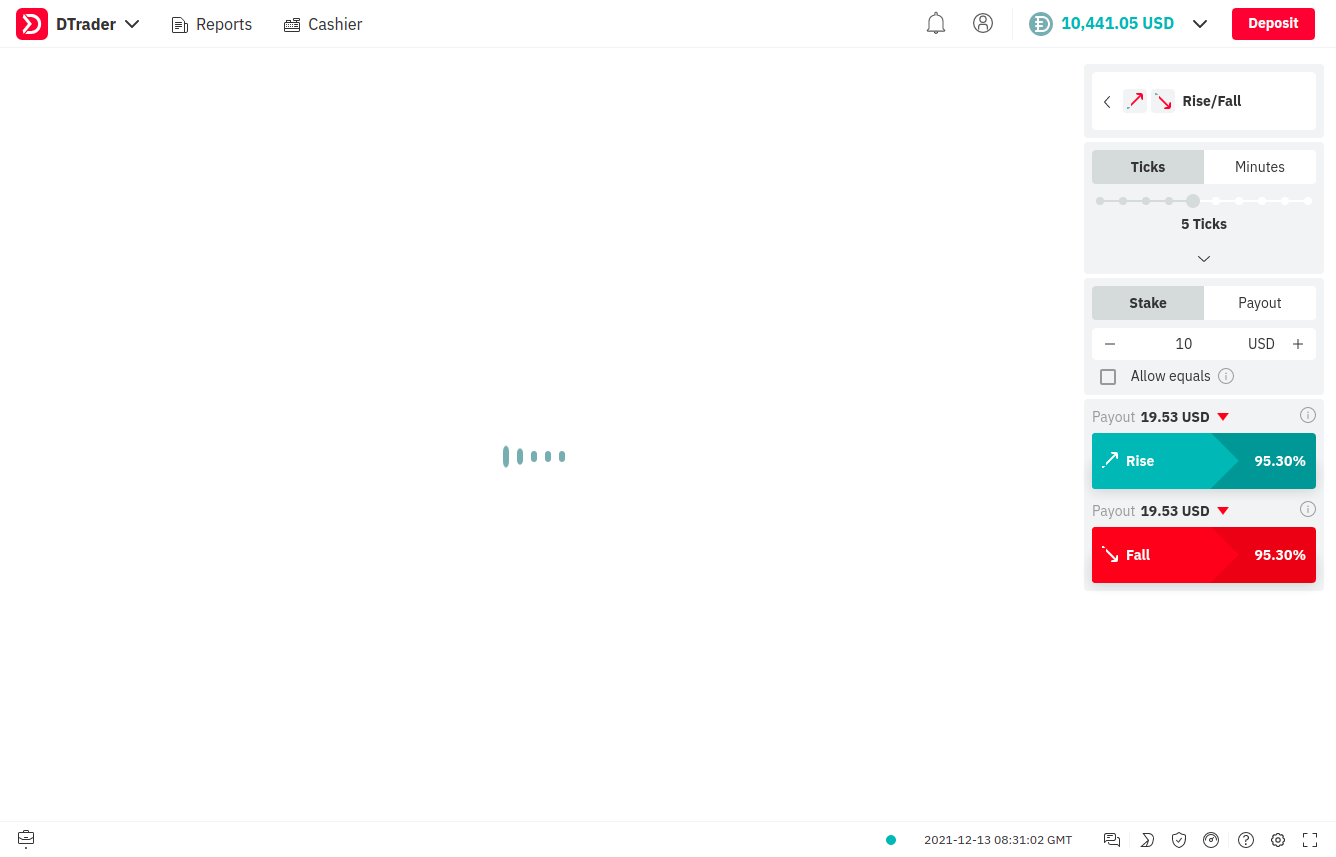 DTrader Reports Cashier 10,441.05 USD Deposit
Rise/Fall
Ticks Minutes
5 Ticks
Stake Payout
10 USD
Allow equals
Payout 19.53 USD
Rise 95.30%
Payout 19.53 USD
Fall 95.30%
2021-12-13 08:31:02 GMT